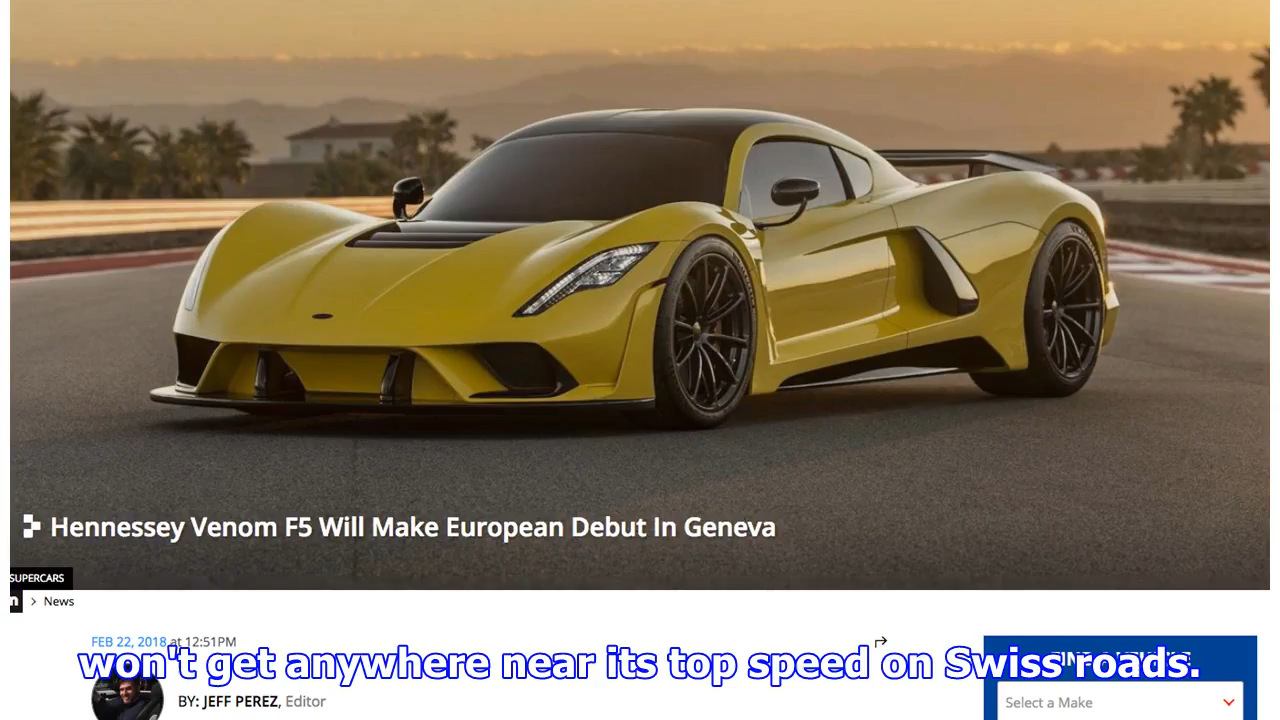 Hennessey Venom F5 Will Make European Debut In Geneva
SUPERCARS
> News
FEB 22, 2018 at 12:51PM
won't get anywhere near its top speed on Swiss roads.
BY: JEFF PEREZ, Editor
Select a Make